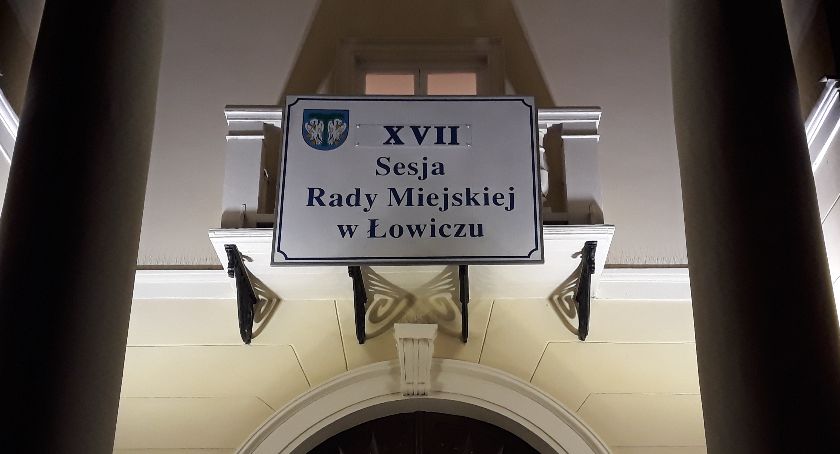 XVII
Sesja
Rady Miejskiej
w Łowiczu